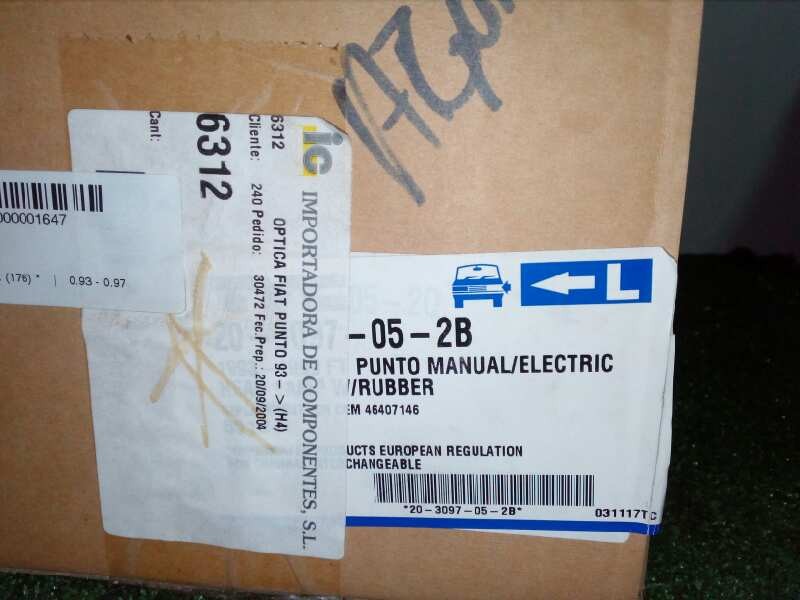 ic IMPORTADORA DE COMPONENTES, S.L.
OPTICA FIAT PUNTO 93-> (H4)
6312
Cliente: 240 Pedido: 30472 Fec.Prep.: 20/09/2004
6312
Cant:
000001647
(176) * | 0.93 - 0.97
L
-05-2B
PUNTO MANUAL/ELECTRIC
W/RUBBER
EM 46407146
UCTS EUROPEAN REGULATION
CHANGEABLE
*20-3097-05-2B*
031117TC